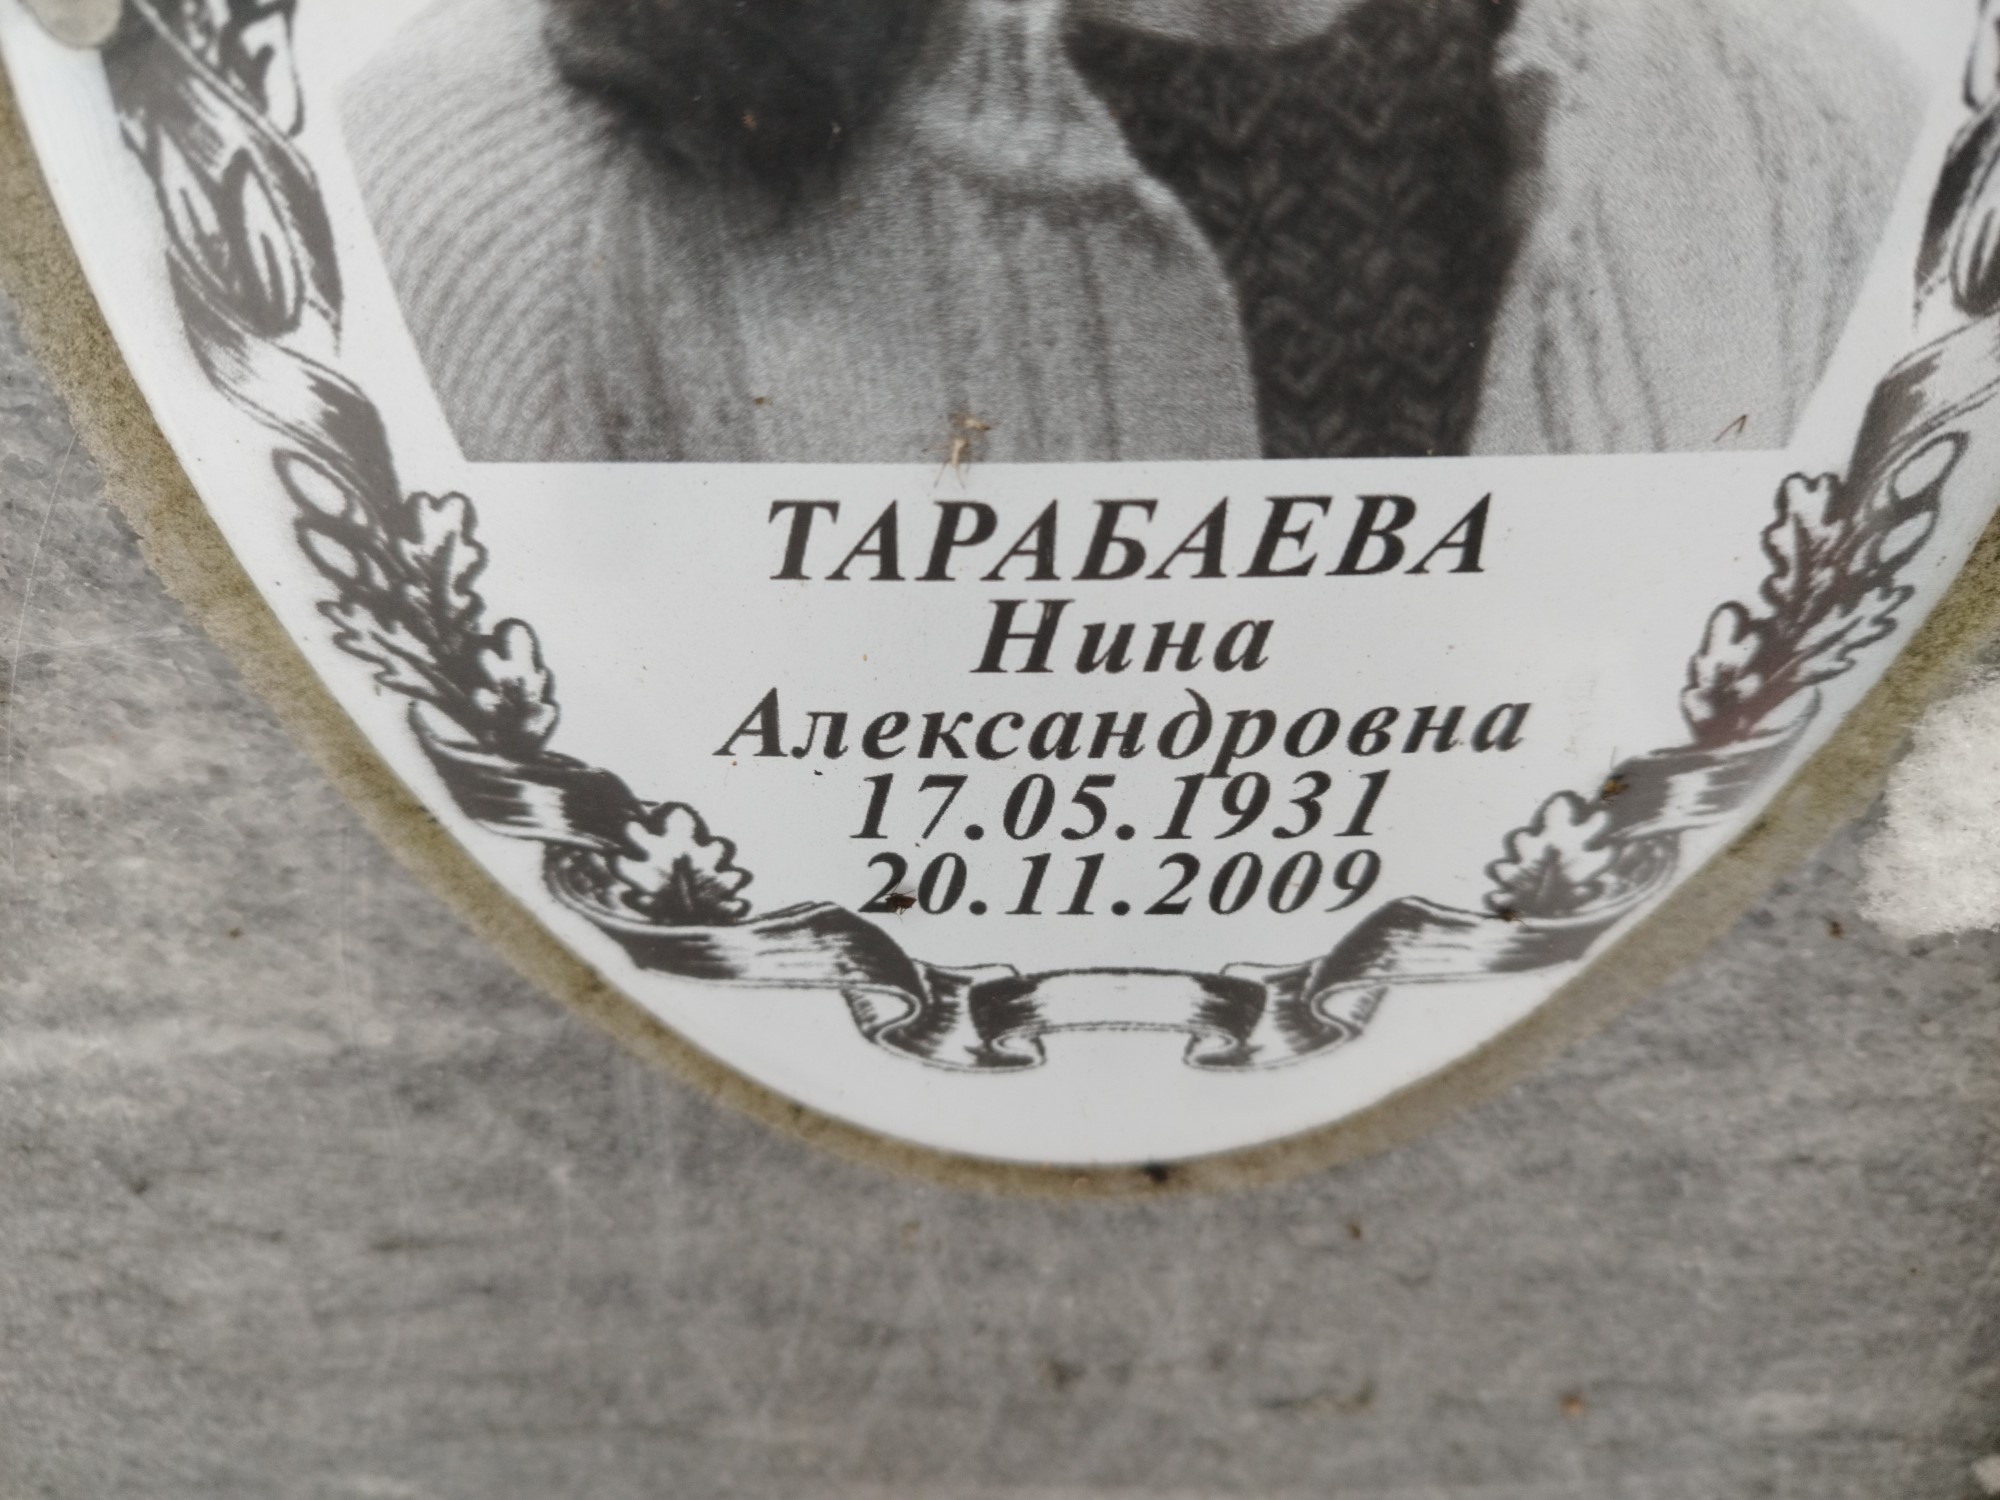 ТАРАБАЕВА
Нина
Александровна
17.05.1931
20.11.2009